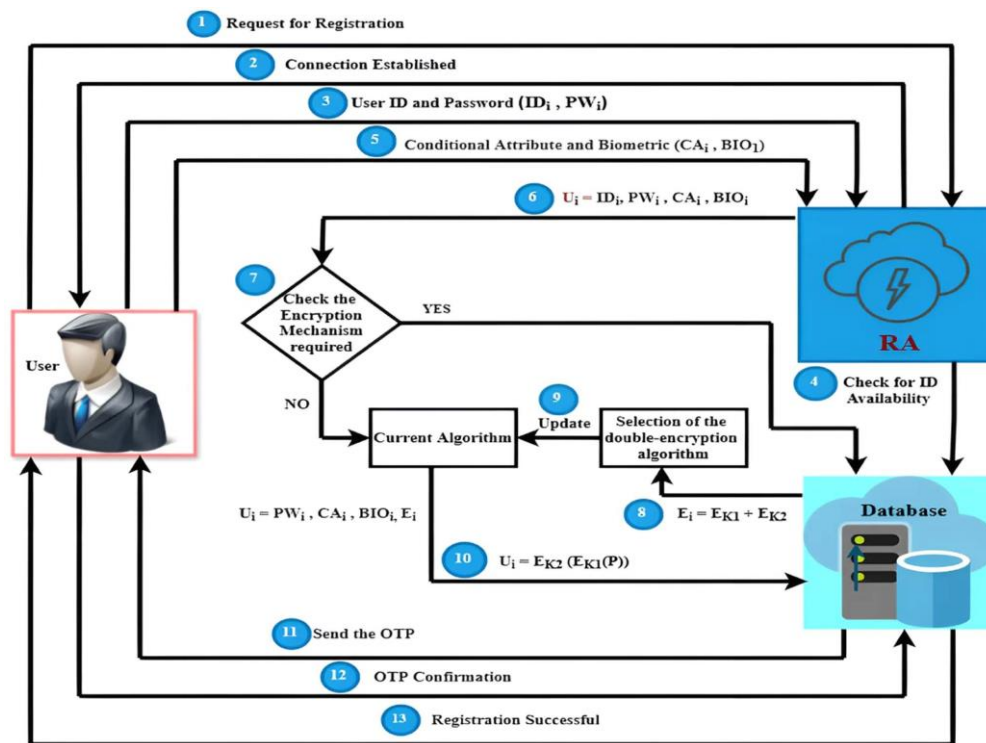 1 Request for Registration
2 Connection Established
3 User ID and Password (IDi , PWi)
5 Conditional Attribute and Biometric (CAi , BIO1)
6 Ui = IDi, PWi , CAi , BIOi
7
Check the
Encryption
Mechanism
required
YES
NO
User
RA
4 Check for ID
Availability
9
Update
Current Algorithm
Selection of the
double-encryption
algorithm
Ui = PWi , CAi , BIOi, Ei
8 Ei = EK1 + EK2
Database
10 Ui = EK2 (EK1(P))
11 Send the OTP
12 OTP Confirmation
13 Registration Successful